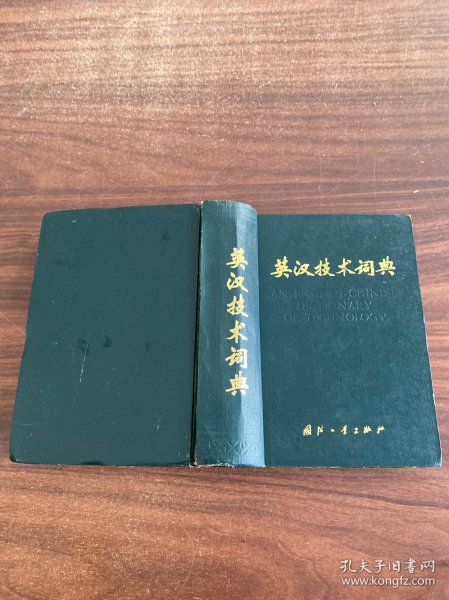 英汉技术词典
英汉技术词典
AN ENGLISH-CHINESE
DICTIONARY
OF TECHNOLOGY
国防工业出版社
孔夫子旧书网
www.kongfz.com